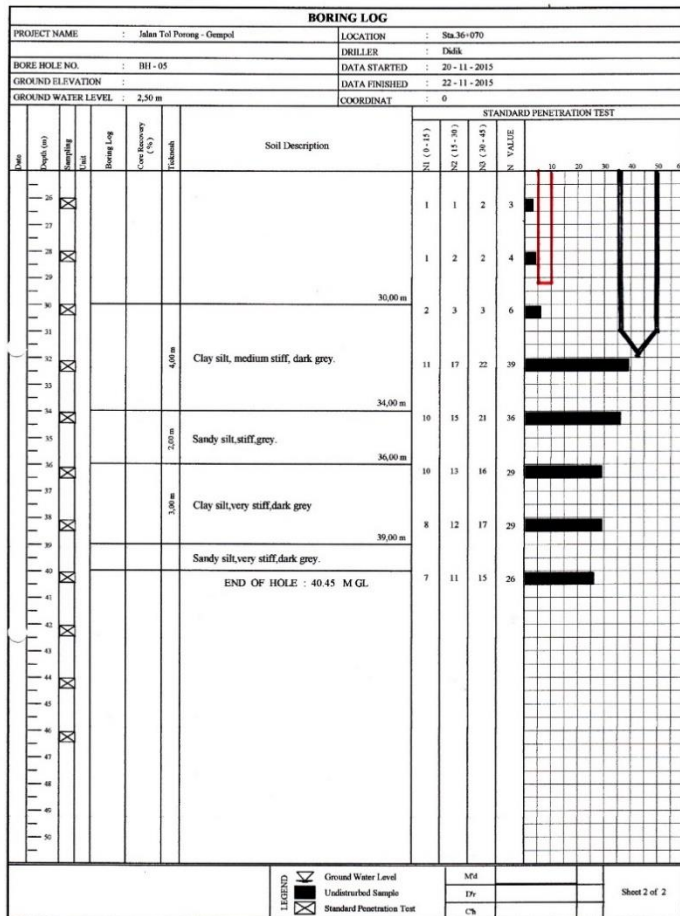 BORING LOG
PROJECT NAME : Jalan Tol Porong - Gempol LOCATION : Sta.36+070
DRILLER : Didik
BORE HOLE NO. : BH - 05 DATA STARTED : 20 - 11 - 2015
GROUND ELEVATION : DATA FINISHED : 22 - 11 - 2015
GROUND WATER LEVEL : 2,50 m COORDINAT : 0
STANDARD PENETRATION TEST
Date Depth (m) Sampling Unit Boring Log Core Recovery (%) Soil Description N1 ( 0 - 15 ) N2 ( 15 - 30 ) N3 ( 30 - 45 ) N VALUE
10 20 30 40 50 60
26 1 1 2 3
27
28 1 2 2 4
29
30,00 m
30 2 3 3 6
31
32 4,00 m Clay silt, medium stiff, dark grey. 11 17 22 39
33
34,00 m
34 10 15 21 36
35 2,00 m Sandy silt,stiff,grey.
36,00 m
36 10 13 16 29
37 3,00 m Clay silt,very stiff,dark grey
38 8 12 17 29
39,00 m
39
Sandy silt,very stiff,dark grey.
40 END OF HOLE : 40.45 M GL 7 11 15 26
41
42
43
44
45
46
47
48
49
50
LEGEND
Ground Water Level
Undistrurbed Sample
Standard Penetration Test
Sheet 2 of 2